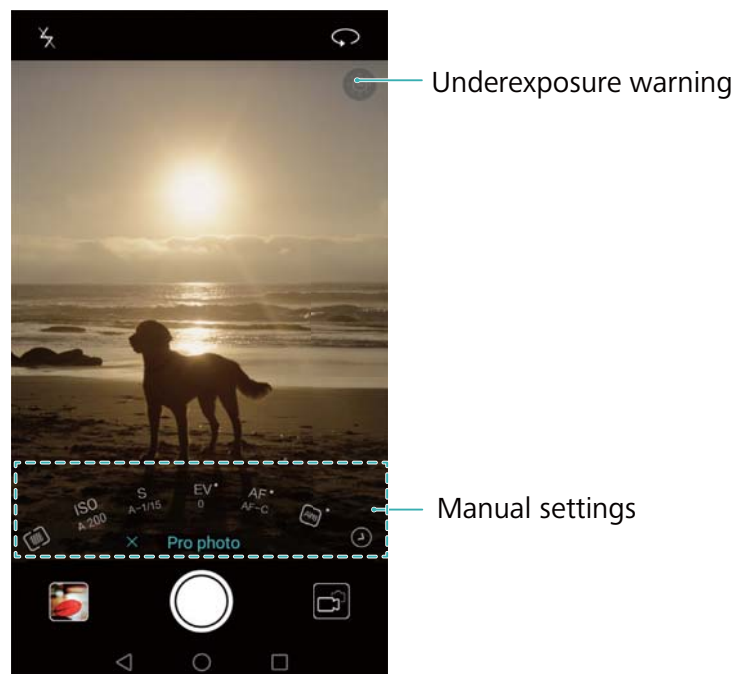 Underexposure warning
ISO
A·200
S
A-1/15
EV
0
AF
AF-C
Manual settings
Pro photo